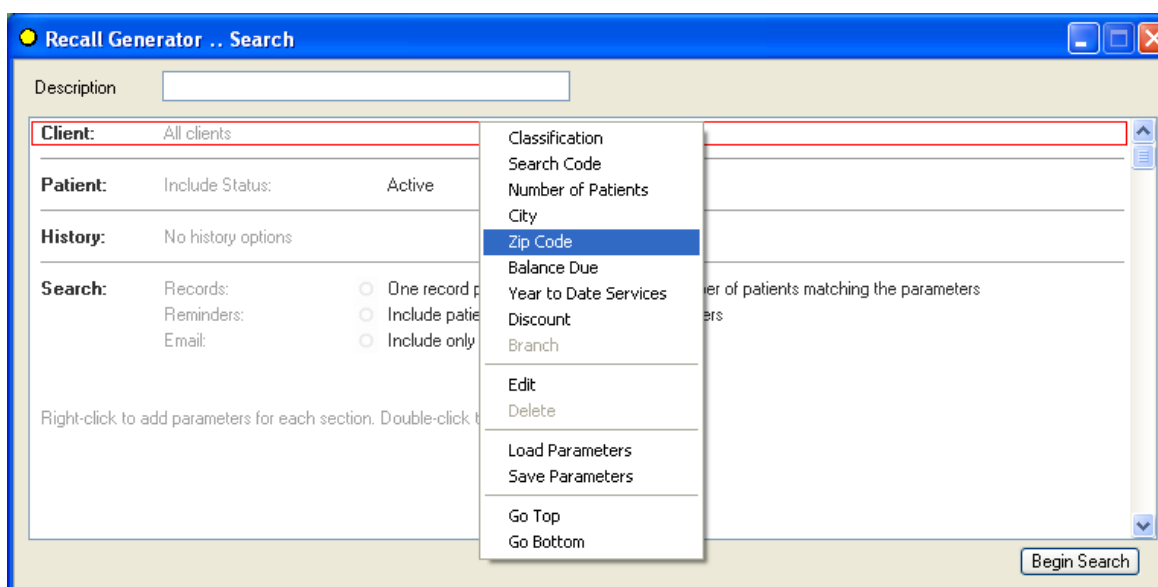 Recall Generator .. Search
Description
Client: All clients
Patient: Include Status: Active
History: No history options
Search: Records: One record p er of patients matching the parameters
Reminders: Include patie ers
Email: Include only
Right-click to add parameters for each section. Double-click
Classification
Search Code
Number of Patients
City
Zip Code
Balance Due
Year to Date Services
Discount
Branch
Edit
Delete
Load Parameters
Save Parameters
Go Top
Go Bottom
Begin Search